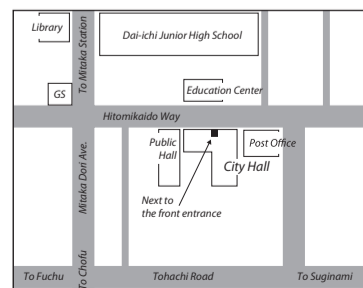 Library
To Mitaka Station
Dai-ichi Junior High School
GS
Education Center
Hitomikaido Way
Mitaka Dori Ave.
Public
Hall
Post Office
City Hall
Next to
the front entrance
To Fuchu
To Chofu
Tohachi Road
To Suginami